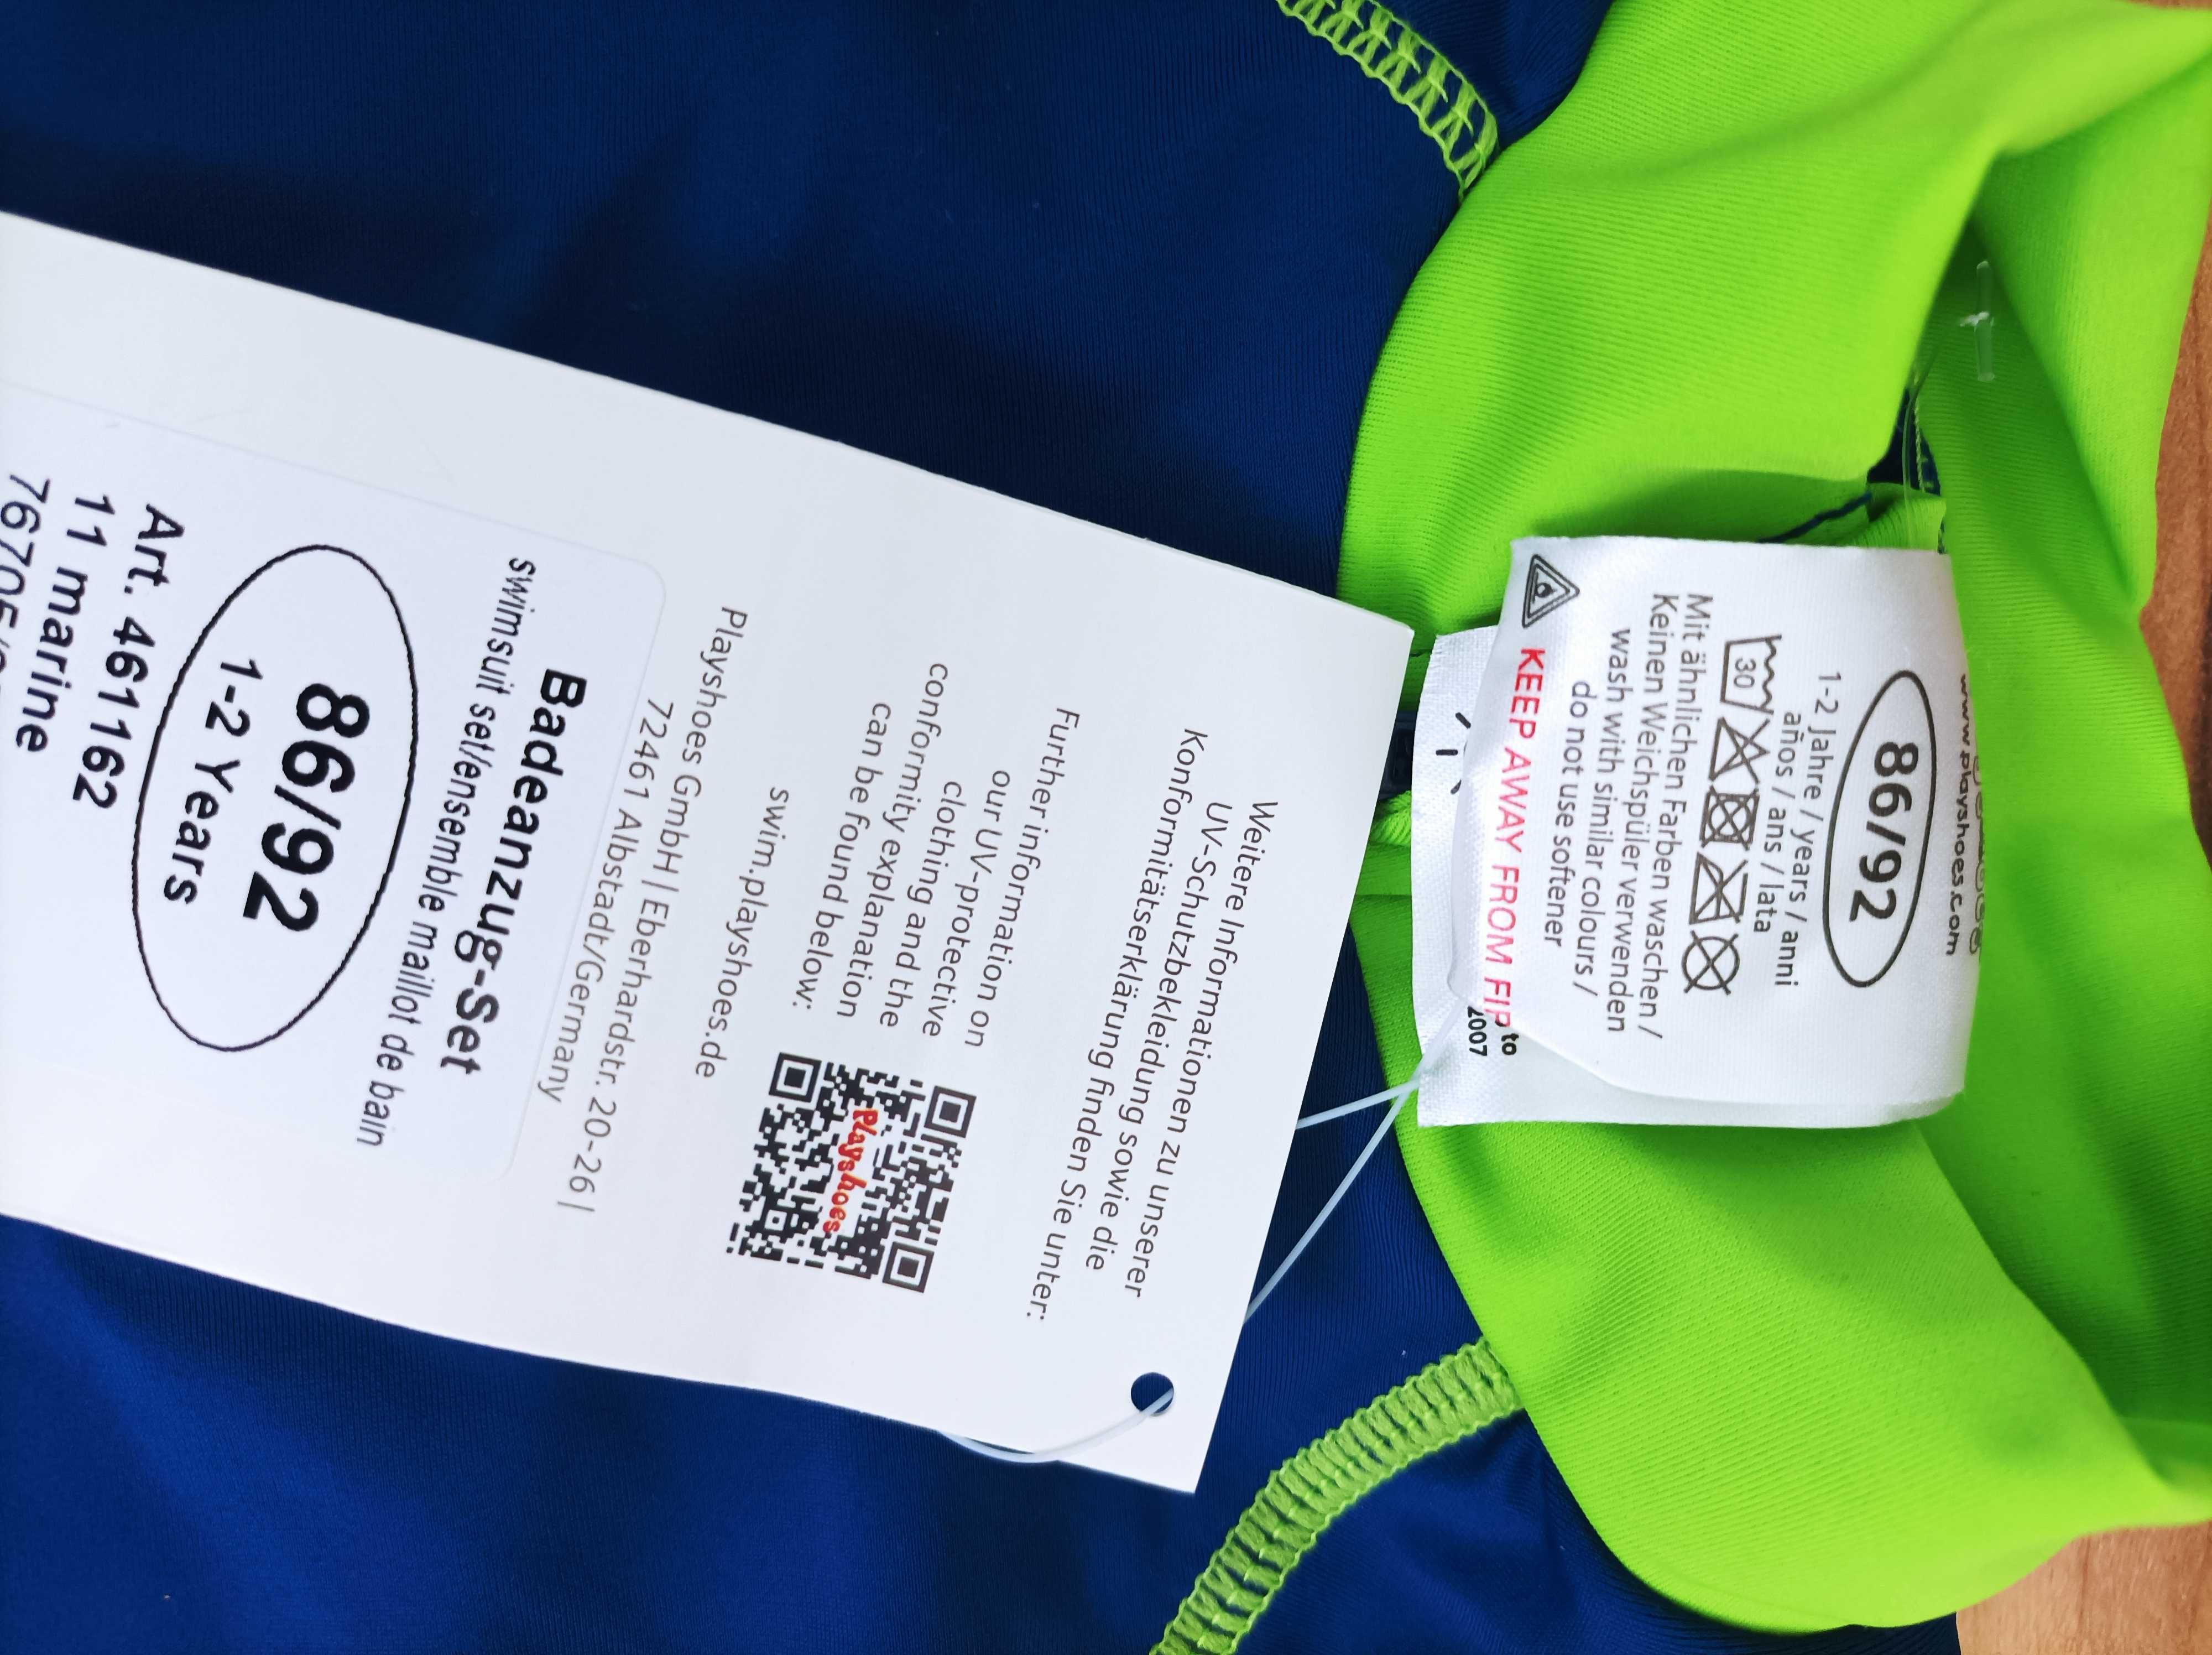 Weitere Informationen zu unserer
UV-Schutzbekleidung sowie die
Konformitätserklärung finden Sie unter:
Further information on
our UV-protective
clothing and the
conformity explanation
can be found below:
swim.playshoes.de
Playshoes
Playshoes GmbH | Eberhardstr. 20-26 |
72461 Albstadt/Germany
Badeanzug-Set
swimsuit set/ensemble maillot de bain
86/92
1-2 Years
Art. 461162
11 marine
www.playshoes.com
86/92
1-2 Jahre / years / anni
años / ans / lata
30
Mit ähnlichen Farben waschen /
Keinen Weichspüler verwenden
wash with similar colours /
do not use softener
KEEP AWAY FROM
to
2007